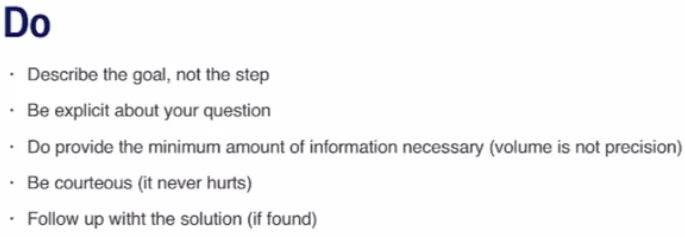 Do
· Describe the goal, not the step
· Be explicit about your question
· Do provide the minimum amount of information necessary (volume is not precision)
· Be courteous (it never hurts)
· Follow up witht the solution (if found)